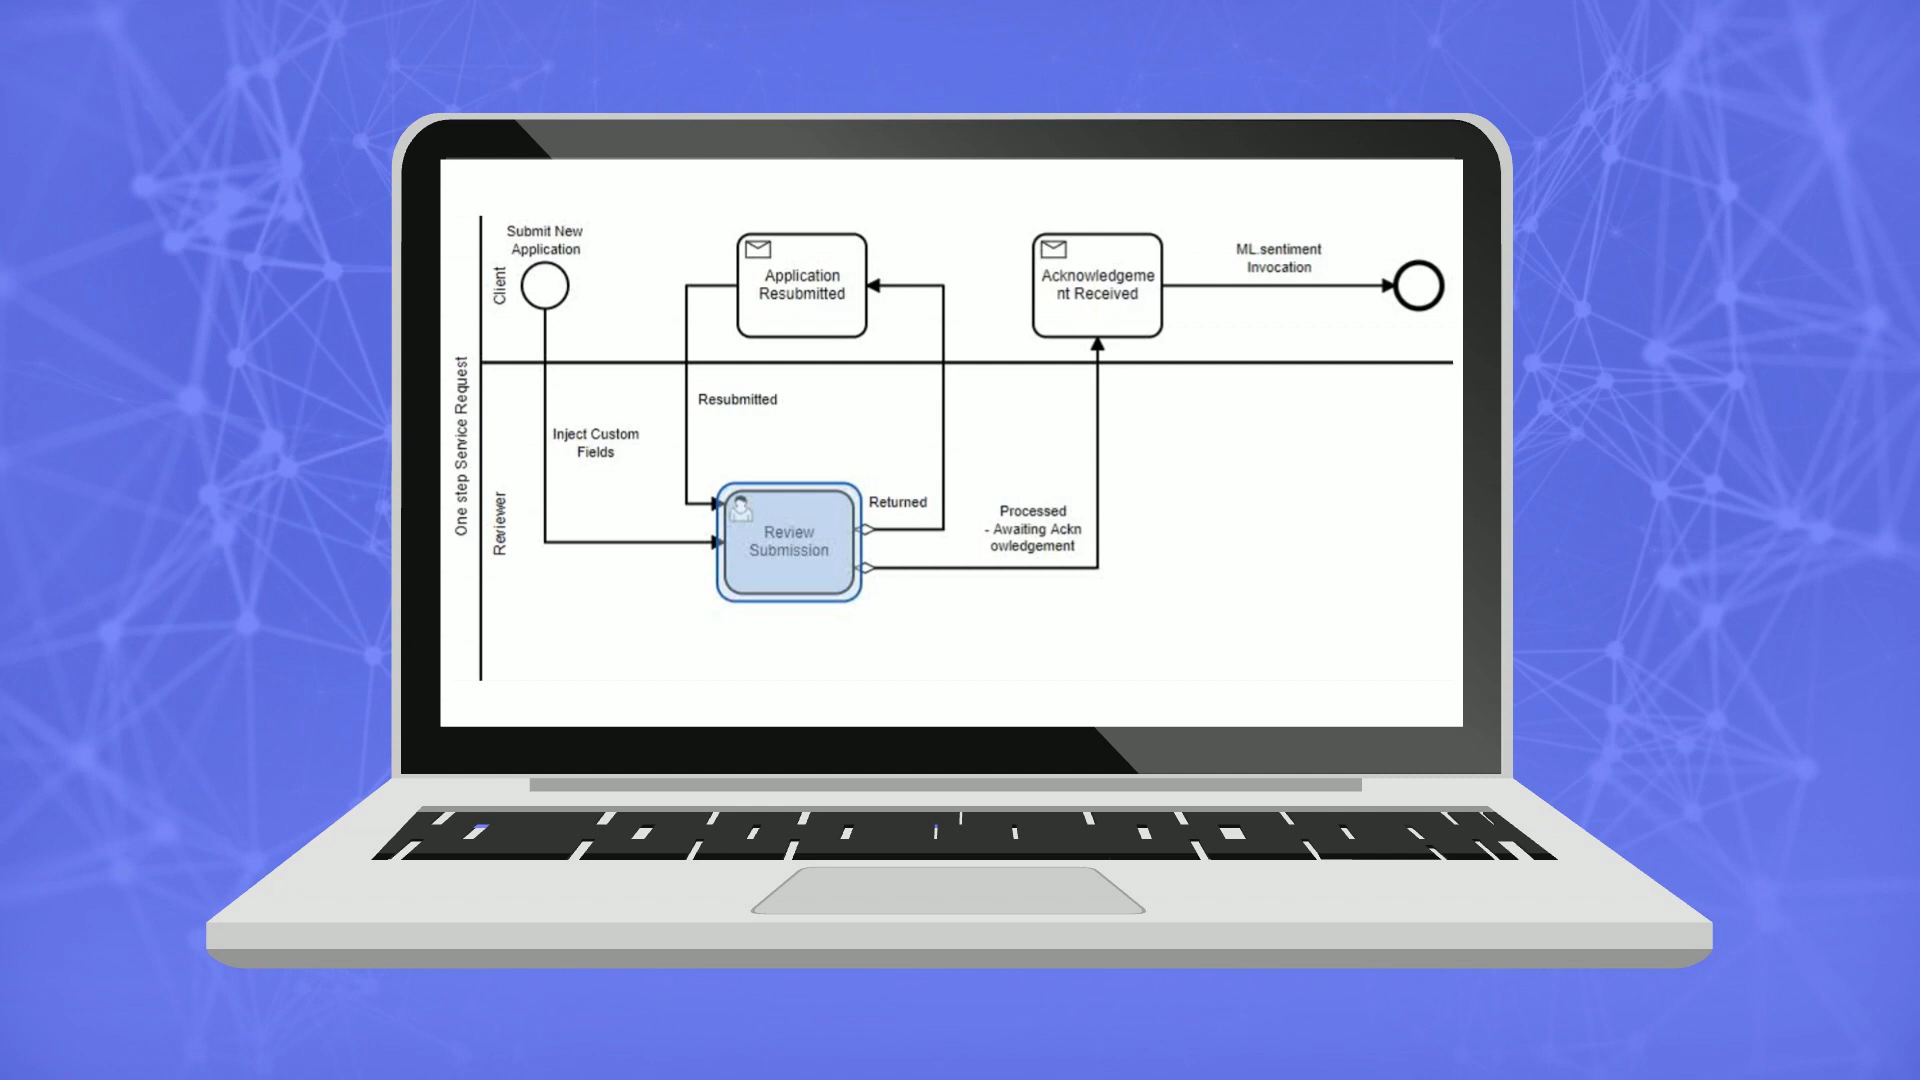 Submit New
Application
Client
Application
Resubmitted
Acknowledgeme
nt Received
ML.sentiment
Invocation
One step Service Request
Resubmitted
Inject Custom
Fields
Reviewer
Review
Submission
Returned
Processed
- Awaiting Ackn
owledgement